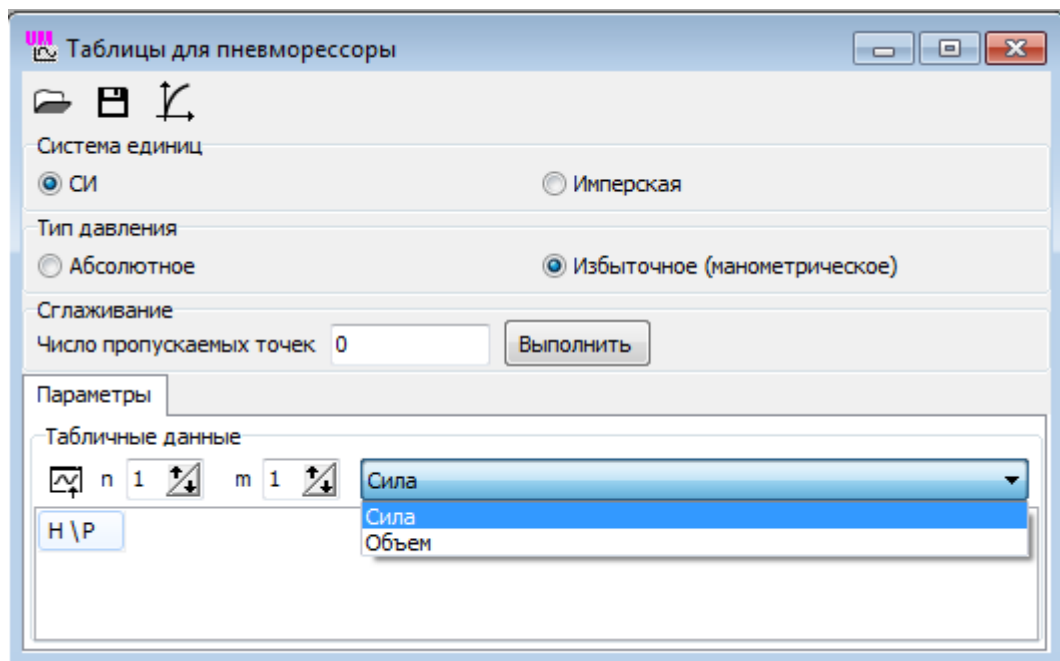 UM Таблицы для пневморессоры
Система единиц
СИ Имперская
Тип давления
Абсолютное Избыточное (манометрическое)
Сглаживание
Число пропускаемых точек 0 Выполнить
Параметры
Табличные данные
n 1 m 1 Сила
Сила
H \P
Объем